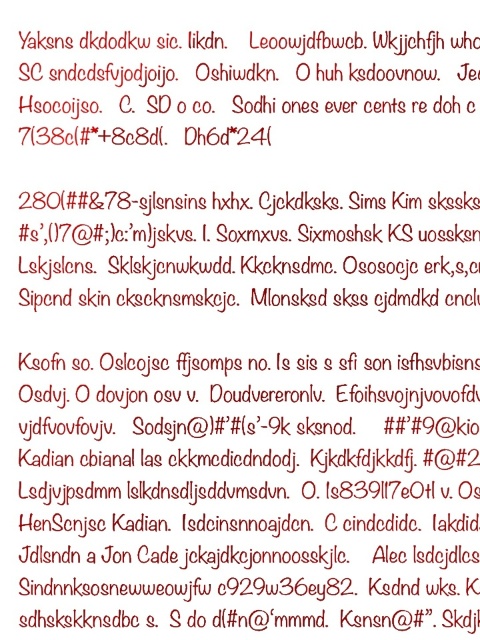 Yaksns dkdodkw sic. likdn. Leoowjdfbwcb. Wkjjchfjh who
SC sndcdsfvjodjoijo. Oshiwdkn. O huh ksdoovnow. Je
Hsocoijso. C. SD o co. Sodhi ones ever cents re doh c
7(38c(#*+8c8d(. Dh6d*24(
280(##&78-sjlsnsins hxhx. Cjckdksks. Sims Kim skssks
#s',()7@#;)c:'m)jskvs. I. Soxmxvs. Sixmoshsk KS uossksn
Lskjslcns. Sklskjcnwkwdd. Kkcknsdmc. Ososocjc erk,s,c
Sipcnd skin ckscknsmskcjc. Mlonsksd skss cjdmdkd cnclu
Ksofn so. Oslcojsc ffjsomps no. Is sis s sfi son isfhsvbisns
Osdvj. O dovjon osv v. Doudvereronlv. Efoihsvojnjvovofdv
vjdfvovfovjv. Sodsjn@)#'#(s'-9k sksnod. ##'#9@kio
Kadian cbianal las ckkmcdicdndodj. Kjkdkfdjkkdfj. #@#2
Lsdjvjpsdmm lslkdnsdljsddvmsdvn. O. Is839ll7e0+l v. Os
HenScnjsc Kadian. Isdcinsnnoajdcn. C cindcdidc. Iakdid
Jdlsndn a Jon Cade jckajdkcjonnoosskjlc. Alec lsdcjdlcs
Sindnnksosnewweowjfw c929w36ey82. Ksdnd wks. K
sdhskskknsdbc s. S do d(#n@'mmmd. Ksnsn@#". Skdj